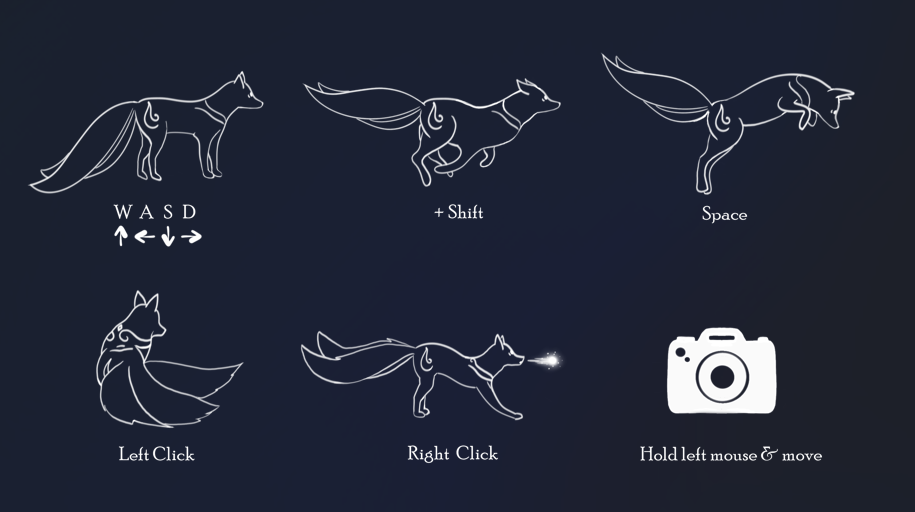 W A S D
↑ ← ↓ →
+ Shift
Space
Left Click
Right Click
Hold left mouse & move